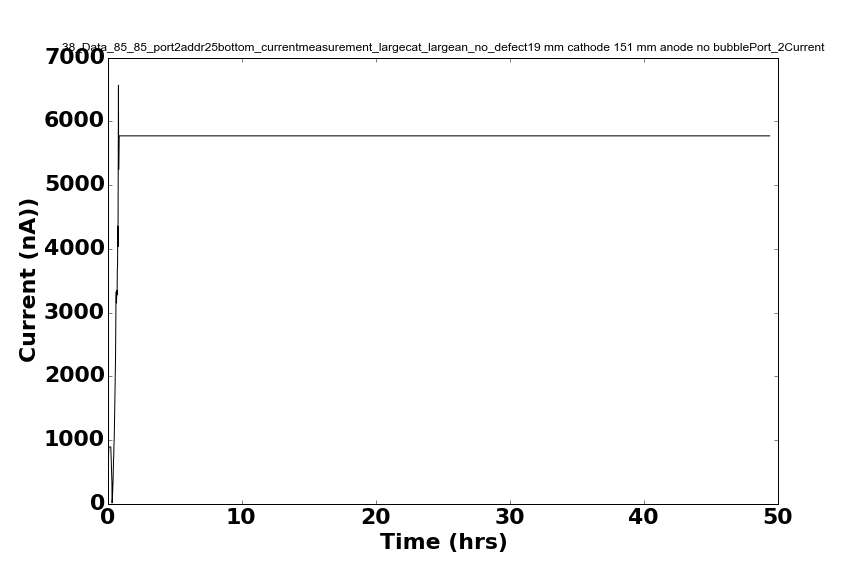 38_Data_85_85_port2addr25bottom_currentmeasurement_largecat_largean_no_defect19 mm cathode 151 mm anode no bubblePort_2Current
7000
6000
5000
4000
3000
2000
1000
0
Current (nA))
0 10 20 30 40 50
Time (hrs)